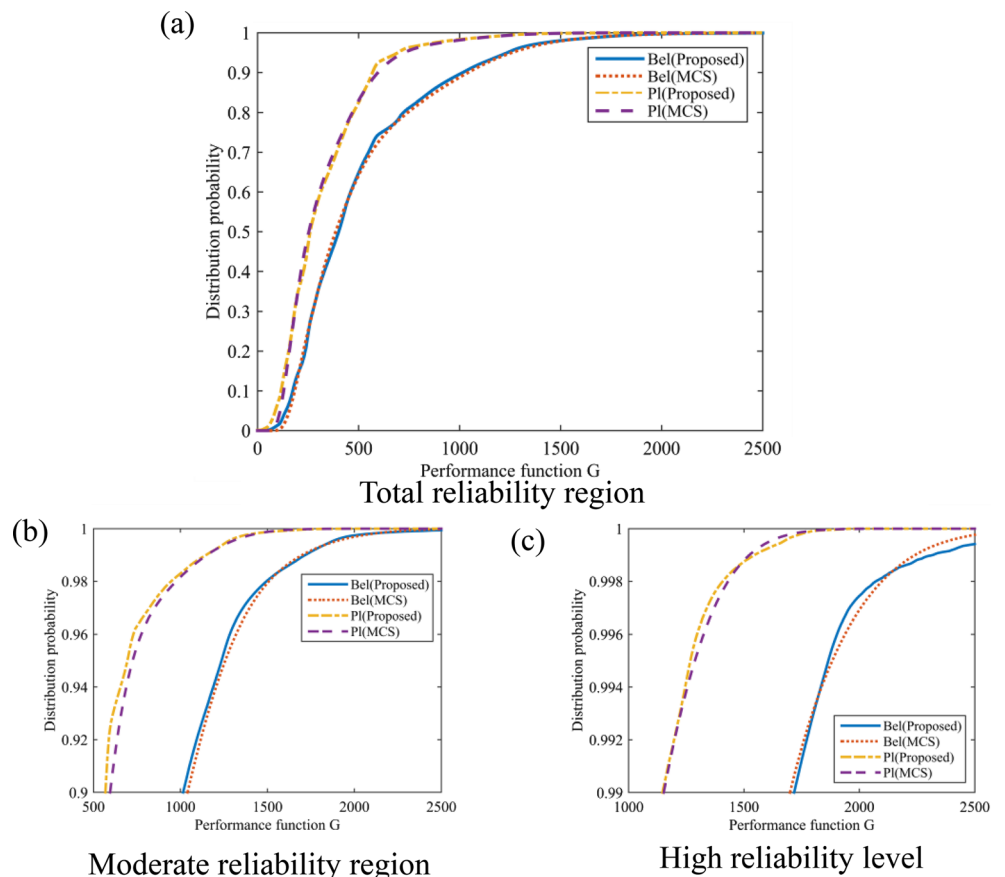 (a)
1
0.9
0.8
0.7
0.6
0.5
0.4
0.3
0.2
0.1
0
Distribution probability
Bel(Proposed)
Bel(MCS)
Pl(Proposed)
Pl(MCS)
0 500 1000 1500 2000 2500
Performance function G
Total reliability region
(b)
1
0.98
0.96
0.94
0.92
0.9
Distribution probability
Bel(Proposed)
Bel(MCS)
Pl(Proposed)
Pl(MCS)
500 1000 1500 2000 2500
Performance function G
Moderate reliability region
(c)
1
0.998
0.996
0.994
0.992
0.99
Distribution probability
Bel(Proposed)
Bel(MCS)
Pl(Proposed)
Pl(MCS)
1000 1500 2000 2500
Performance function G
High reliability level